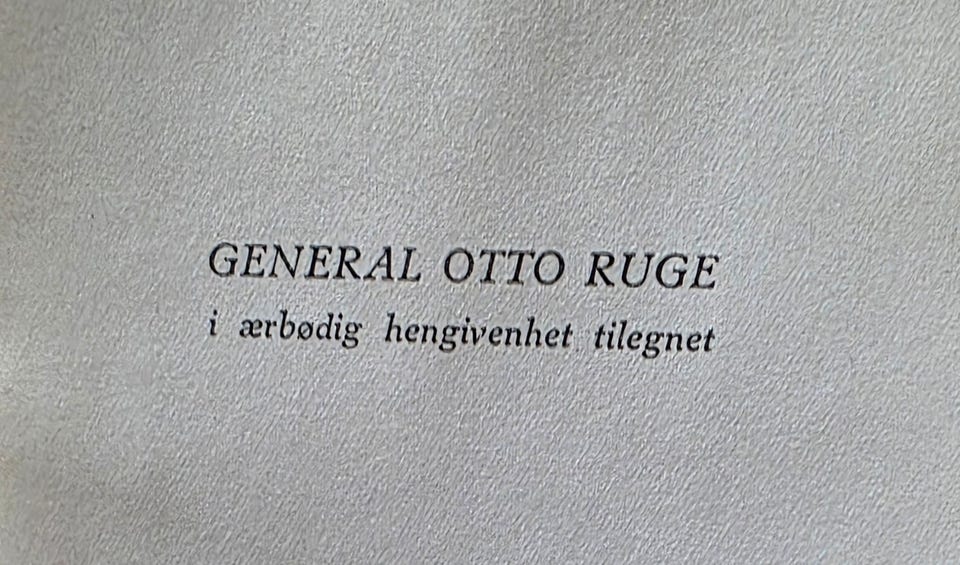 GENERAL OTTO RUGE
i ærbødig hengivenhet tilegnet